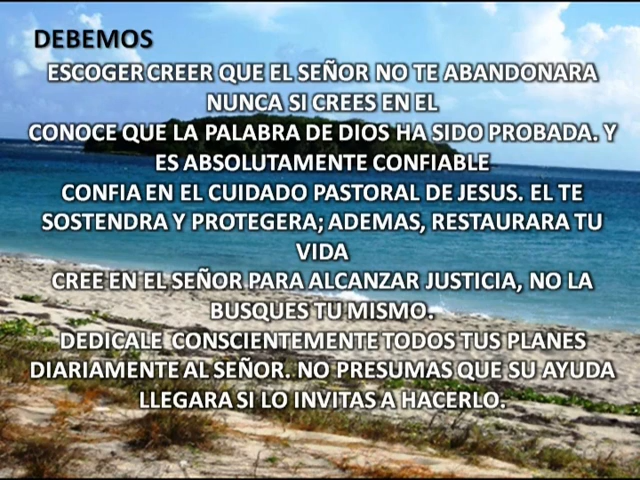 DEBEMOS
ESCOGER CREER QUE EL SEÑOR NO TE ABANDONARA
NUNCA SI CREES EN EL
CONOCE QUE LA PALABRA DE DIOS HA SIDO PROBADA. Y
ES ABSOLUTAMENTE CONFIABLE
CONFIA EN EL CUIDADO PASTORAL DE JESUS. EL TE
SOSTENDRA Y PROTEGERA; ADEMAS, RESTAURARA TU
VIDA
CREE EN EL SEÑOR PARA ALCANZAR JUSTICIA, NO LA
BUSQUES TU MISMO.
DEDICALE CONSCIENTEMENTE TODOS TUS PLANES
DIARIAMENTE AL SEÑOR. NO PRESUMAS QUE SU AYUDA
LLEGARA SI LO INVITAS A HACERLO.